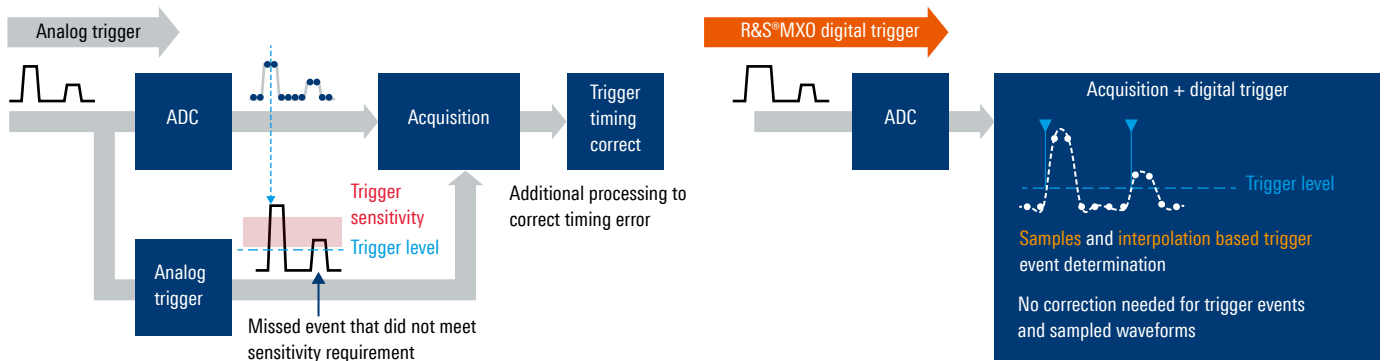 Analog trigger
ADC
Acquisition
Trigger
timing
correct
Additional processing to
correct timing error
Trigger
sensitivity
Trigger level
Analog
trigger
Missed event that did not meet
sensitivity requirement
R&S®MXO digital trigger
ADC
Acquisition + digital trigger
Trigger level
Samples and interpolation based trigger
event determination
No correction needed for trigger events
and sampled waveforms